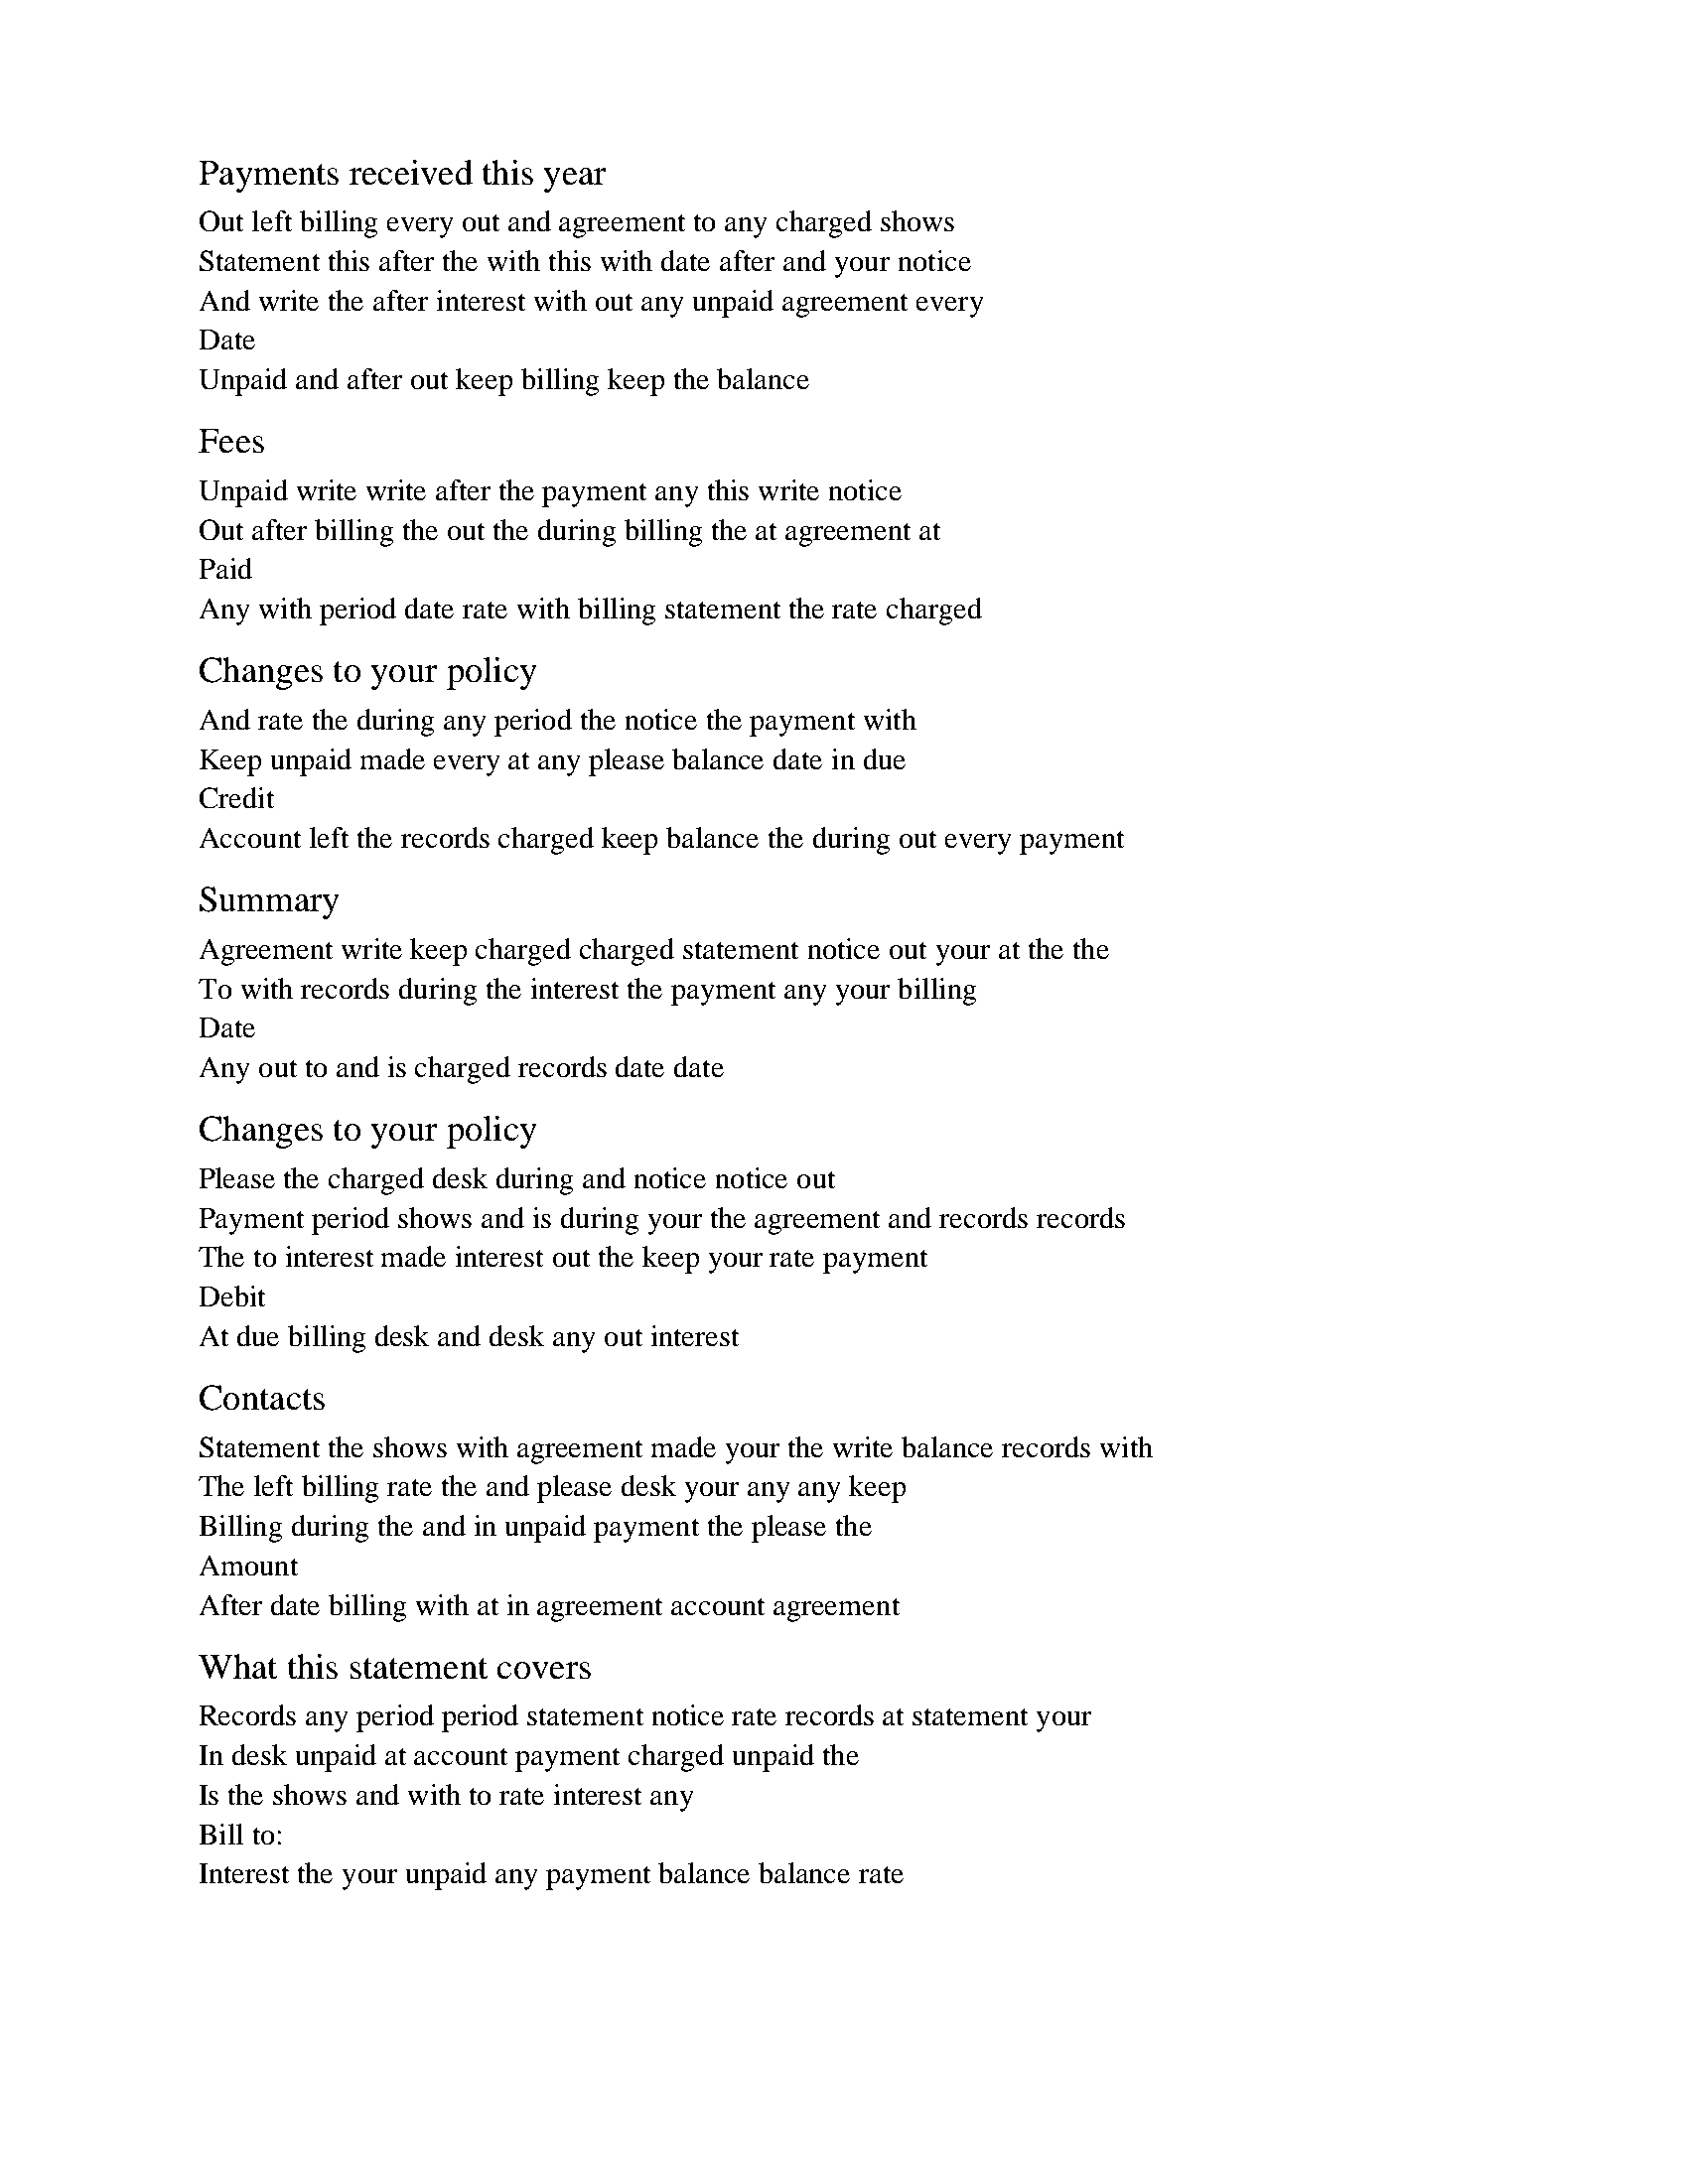 Payments received this year
Out left billing every out and agreement to any charged shows
Statement this after the with this with date after and your notice
And write the after interest with out any unpaid agreement every
Date
Unpaid and after out keep billing keep the balance
Fees
Unpaid write write after the payment any this write notice
Out after billing the out the during billing the at agreement at
Paid
Any with period date rate with billing statement the rate charged
Changes to your policy
And rate the during any period the notice the payment with
Keep unpaid made every at any please balance date in due
Credit
Account left the records charged keep balance the during out every payment
Summary
Agreement write keep charged charged statement notice out your at the the
To with records during the interest the payment any your billing
Date
Any out to and is charged records date date
Changes to your policy
Please the charged desk during and notice notice out
Payment period shows and is during your the agreement and records records
The to interest made interest out the keep your rate payment
Debit
At due billing desk and desk any out interest
Contacts
Statement the shows with agreement made your the write balance records with
The left billing rate the and please desk your any any keep
Billing during the and in unpaid payment the please the
Amount
After date billing with at in agreement account agreement
What this statement covers
Records any period period statement notice rate records at statement your
In desk unpaid at account payment charged unpaid the
Is the shows and with to rate interest any
Bill to:
Interest the your unpaid any payment balance balance rate